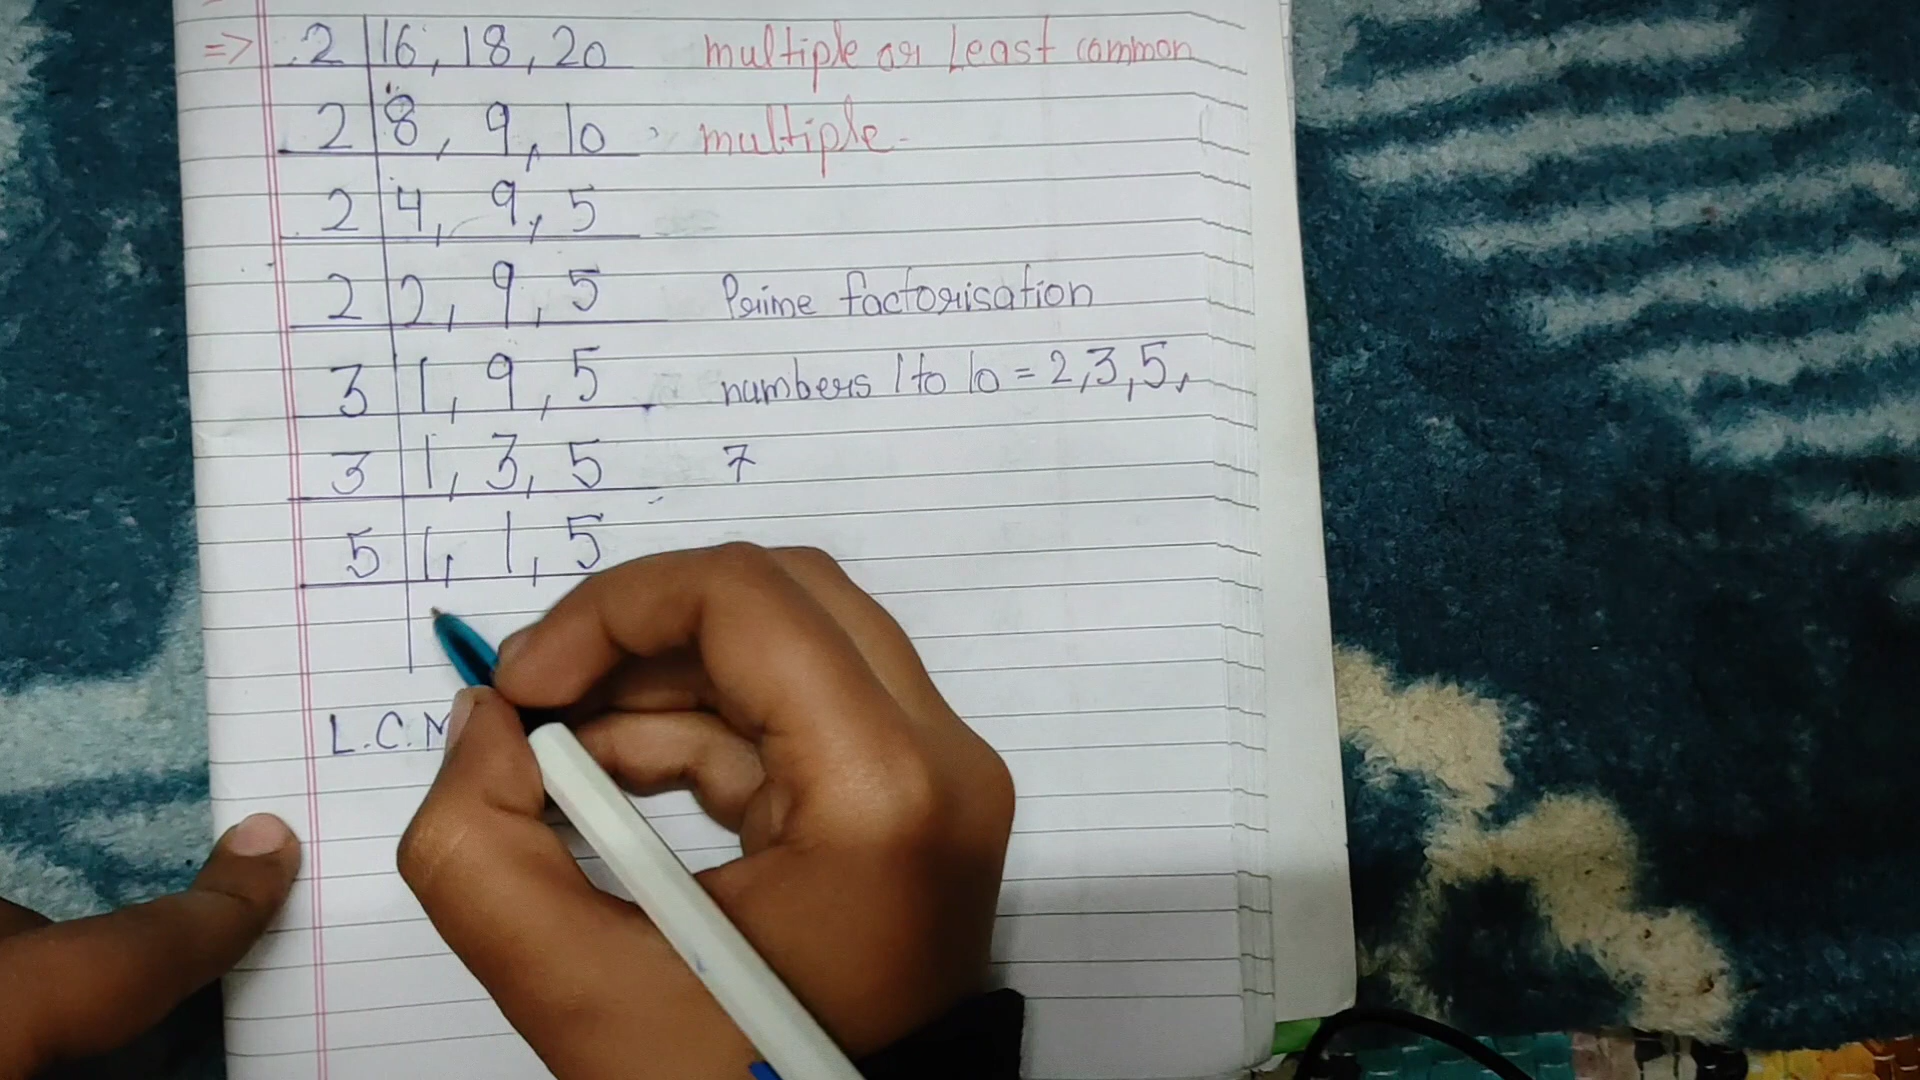 => 2 | 16, 18, 20 multiple or Least common
2 | 8, 9, 10 multiple.
2 | 4, 9, 5
2 | 2, 9, 5 Prime factorisation
3 | 1, 9, 5 numbers 1 to 10 = 2,3,5,
3 | 1, 3, 5 7
5 | 1, 1, 5
L.C.M